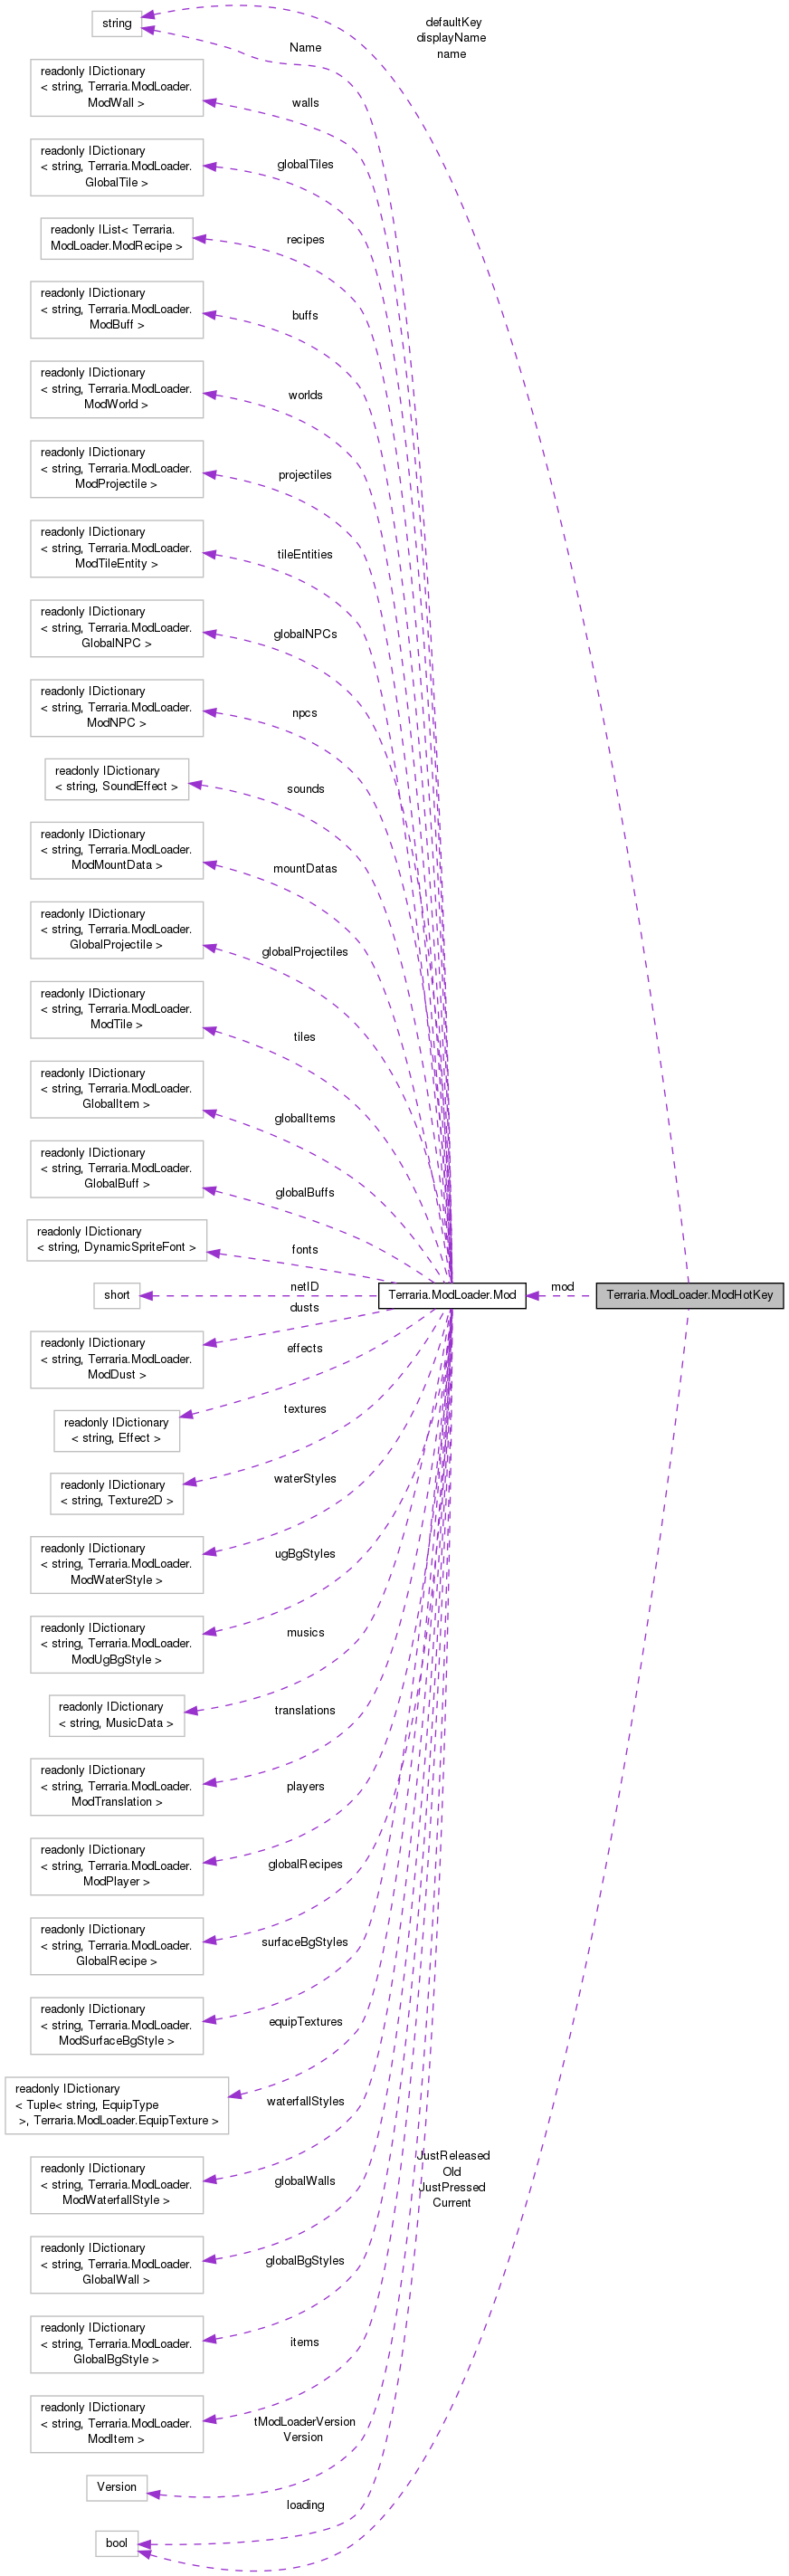 string
defaultKey
displayName
name
Name
readonly IDictionary
< string, Terraria.ModLoader.
ModWall >
walls
readonly IDictionary
< string, Terraria.ModLoader.
GlobalTile >
globalTiles
readonly IList< Terraria.
ModLoader.ModRecipe >
recipes
readonly IDictionary
< string, Terraria.ModLoader.
ModBuff >
buffs
readonly IDictionary
< string, Terraria.ModLoader.
ModWorld >
worlds
readonly IDictionary
< string, Terraria.ModLoader.
ModProjectile >
projectiles
readonly IDictionary
< string, Terraria.ModLoader.
ModTileEntity >
tileEntities
readonly IDictionary
< string, Terraria.ModLoader.
GlobalNPC >
globalNPCs
readonly IDictionary
< string, Terraria.ModLoader.
ModNPC >
npcs
readonly IDictionary
< string, SoundEffect >
sounds
readonly IDictionary
< string, Terraria.ModLoader.
ModMountData >
mountDatas
readonly IDictionary
< string, Terraria.ModLoader.
GlobalProjectile >
globalProjectiles
readonly IDictionary
< string, Terraria.ModLoader.
ModTile >
tiles
readonly IDictionary
< string, Terraria.ModLoader.
GlobalItem >
globalItems
readonly IDictionary
< string, Terraria.ModLoader.
GlobalBuff >
globalBuffs
readonly IDictionary
< string, DynamicSpriteFont >
fonts
short
netID
Terraria.ModLoader.Mod
mod
Terraria.ModLoader.ModHotKey
dusts
readonly IDictionary
< string, Terraria.ModLoader.
ModDust >
effects
readonly IDictionary
< string, Effect >
textures
readonly IDictionary
< string, Texture2D >
waterStyles
readonly IDictionary
< string, Terraria.ModLoader.
ModWaterStyle >
ugBgStyles
readonly IDictionary
< string, Terraria.ModLoader.
ModUgBgStyle >
musics
readonly IDictionary
< string, MusicData >
translations
readonly IDictionary
< string, Terraria.ModLoader.
ModTranslation >
players
readonly IDictionary
< string, Terraria.ModLoader.
ModPlayer >
globalRecipes
readonly IDictionary
< string, Terraria.ModLoader.
GlobalRecipe >
surfaceBgStyles
readonly IDictionary
< string, Terraria.ModLoader.
ModSurfaceBgStyle >
equipTextures
readonly IDictionary
< Tuple< string, EquipType
>, Terraria.ModLoader.EquipTexture >
waterfallStyles
readonly IDictionary
< string, Terraria.ModLoader.
ModWaterfallStyle >
JustReleased
Old
JustPressed
Current
globalWalls
readonly IDictionary
< string, Terraria.ModLoader.
GlobalWall >
globalBgStyles
readonly IDictionary
< string, Terraria.ModLoader.
GlobalBgStyle >
items
readonly IDictionary
< string, Terraria.ModLoader.
ModItem >
tModLoaderVersion
Version
Version
loading
bool